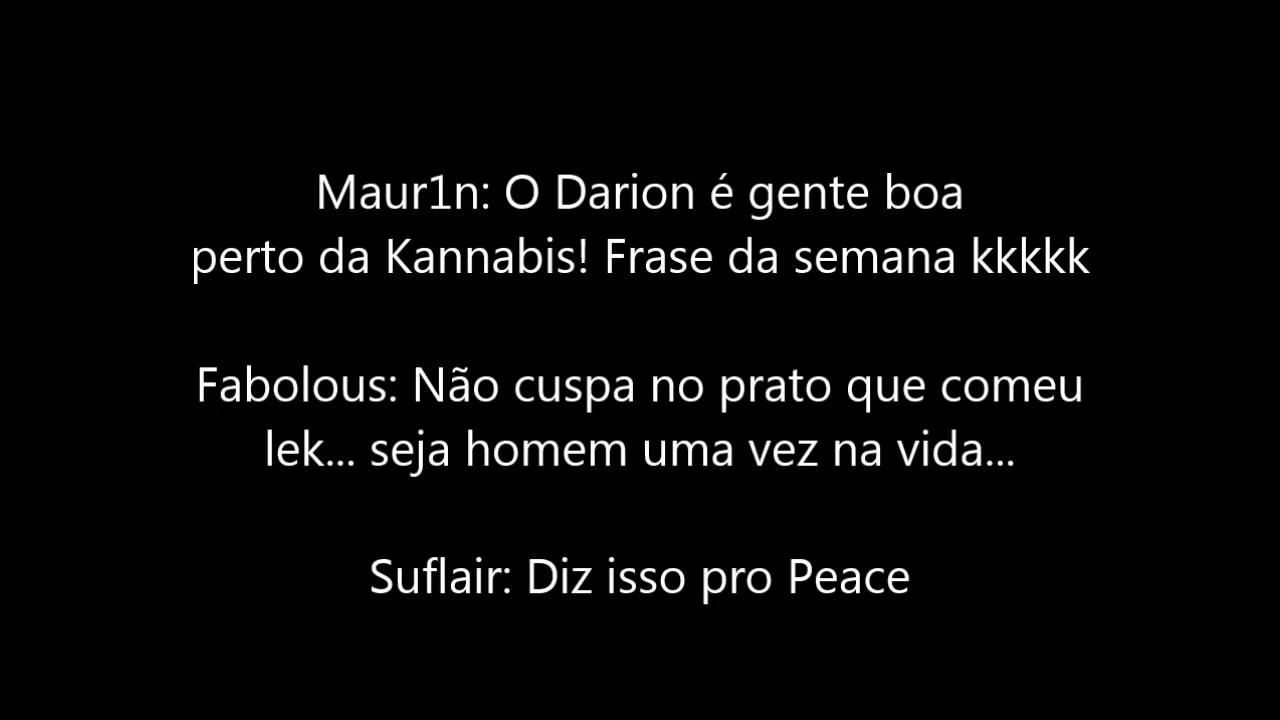 Maur1n: O Darion é gente boa
perto da Kannabis! Frase da semana kkkkk
Fabolous: Não cuspa no prato que comeu
lek... seja homem uma vez na vida...
Suflair: Diz isso pro Peace